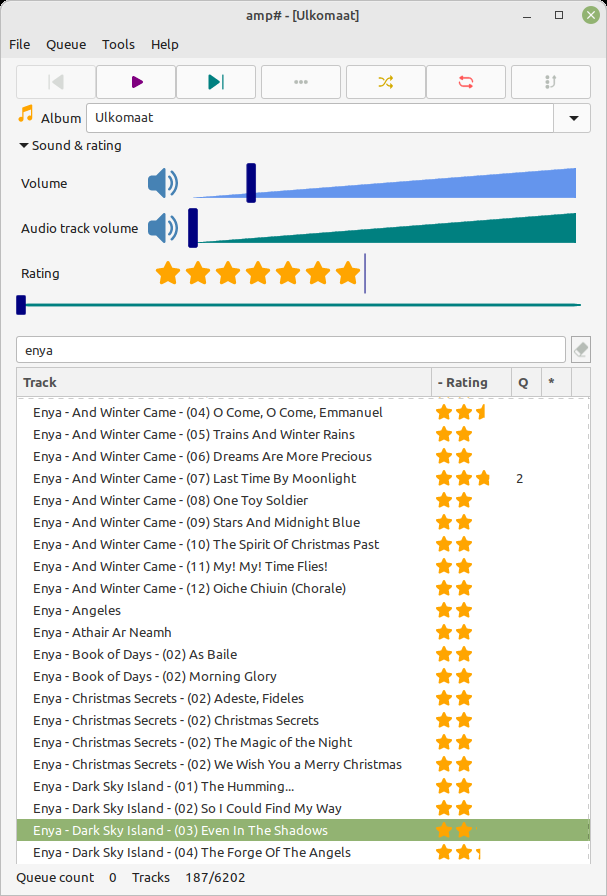 amp# - [Ulkomaat]
File Queue Tools Help
Album Ulkomaat
Sound & rating
Volume
Audio track volume
Rating
enya
Track - Rating Q *
Enya - And Winter Came - (04) O Come, O Come, Emmanuel
Enya - And Winter Came - (05) Trains And Winter Rains
Enya - And Winter Came - (06) Dreams Are More Precious
Enya - And Winter Came - (07) Last Time By Moonlight 2
Enya - And Winter Came - (08) One Toy Soldier
Enya - And Winter Came - (09) Stars And Midnight Blue
Enya - And Winter Came - (10) The Spirit Of Christmas Past
Enya - And Winter Came - (11) My! My! Time Flies!
Enya - And Winter Came - (12) Oiche Chiuin (Chorale)
Enya - Angeles
Enya - Athair Ar Neamh
Enya - Book of Days - (02) As Baile
Enya - Book of Days - (02) Morning Glory
Enya - Christmas Secrets - (02) Adeste, Fideles
Enya - Christmas Secrets - (02) Christmas Secrets
Enya - Christmas Secrets - (02) The Magic of the Night
Enya - Christmas Secrets - (02) We Wish You a Merry Christmas
Enya - Dark Sky Island - (01) The Humming...
Enya - Dark Sky Island - (02) So I Could Find My Way
Enya - Dark Sky Island - (03) Even In The Shadows
Enya - Dark Sky Island - (04) The Forge Of The Angels
Queue count 0 Tracks 187/6202